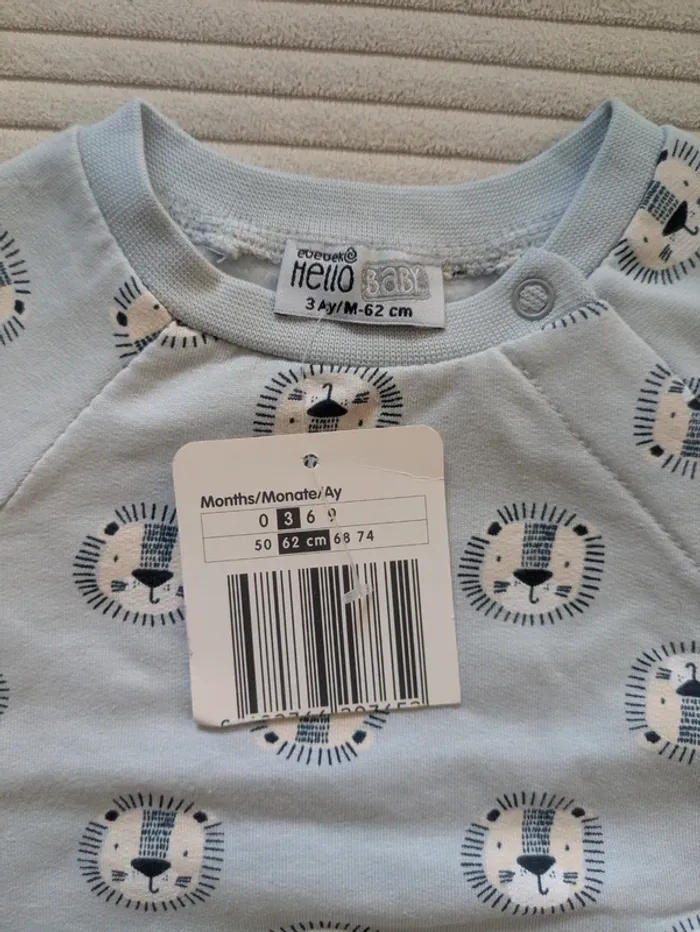 ebebek
Hello BABY
3 Ay/M-62 cm
Months/Monate/Ay
0 3 6 9
50 62 cm 68 74